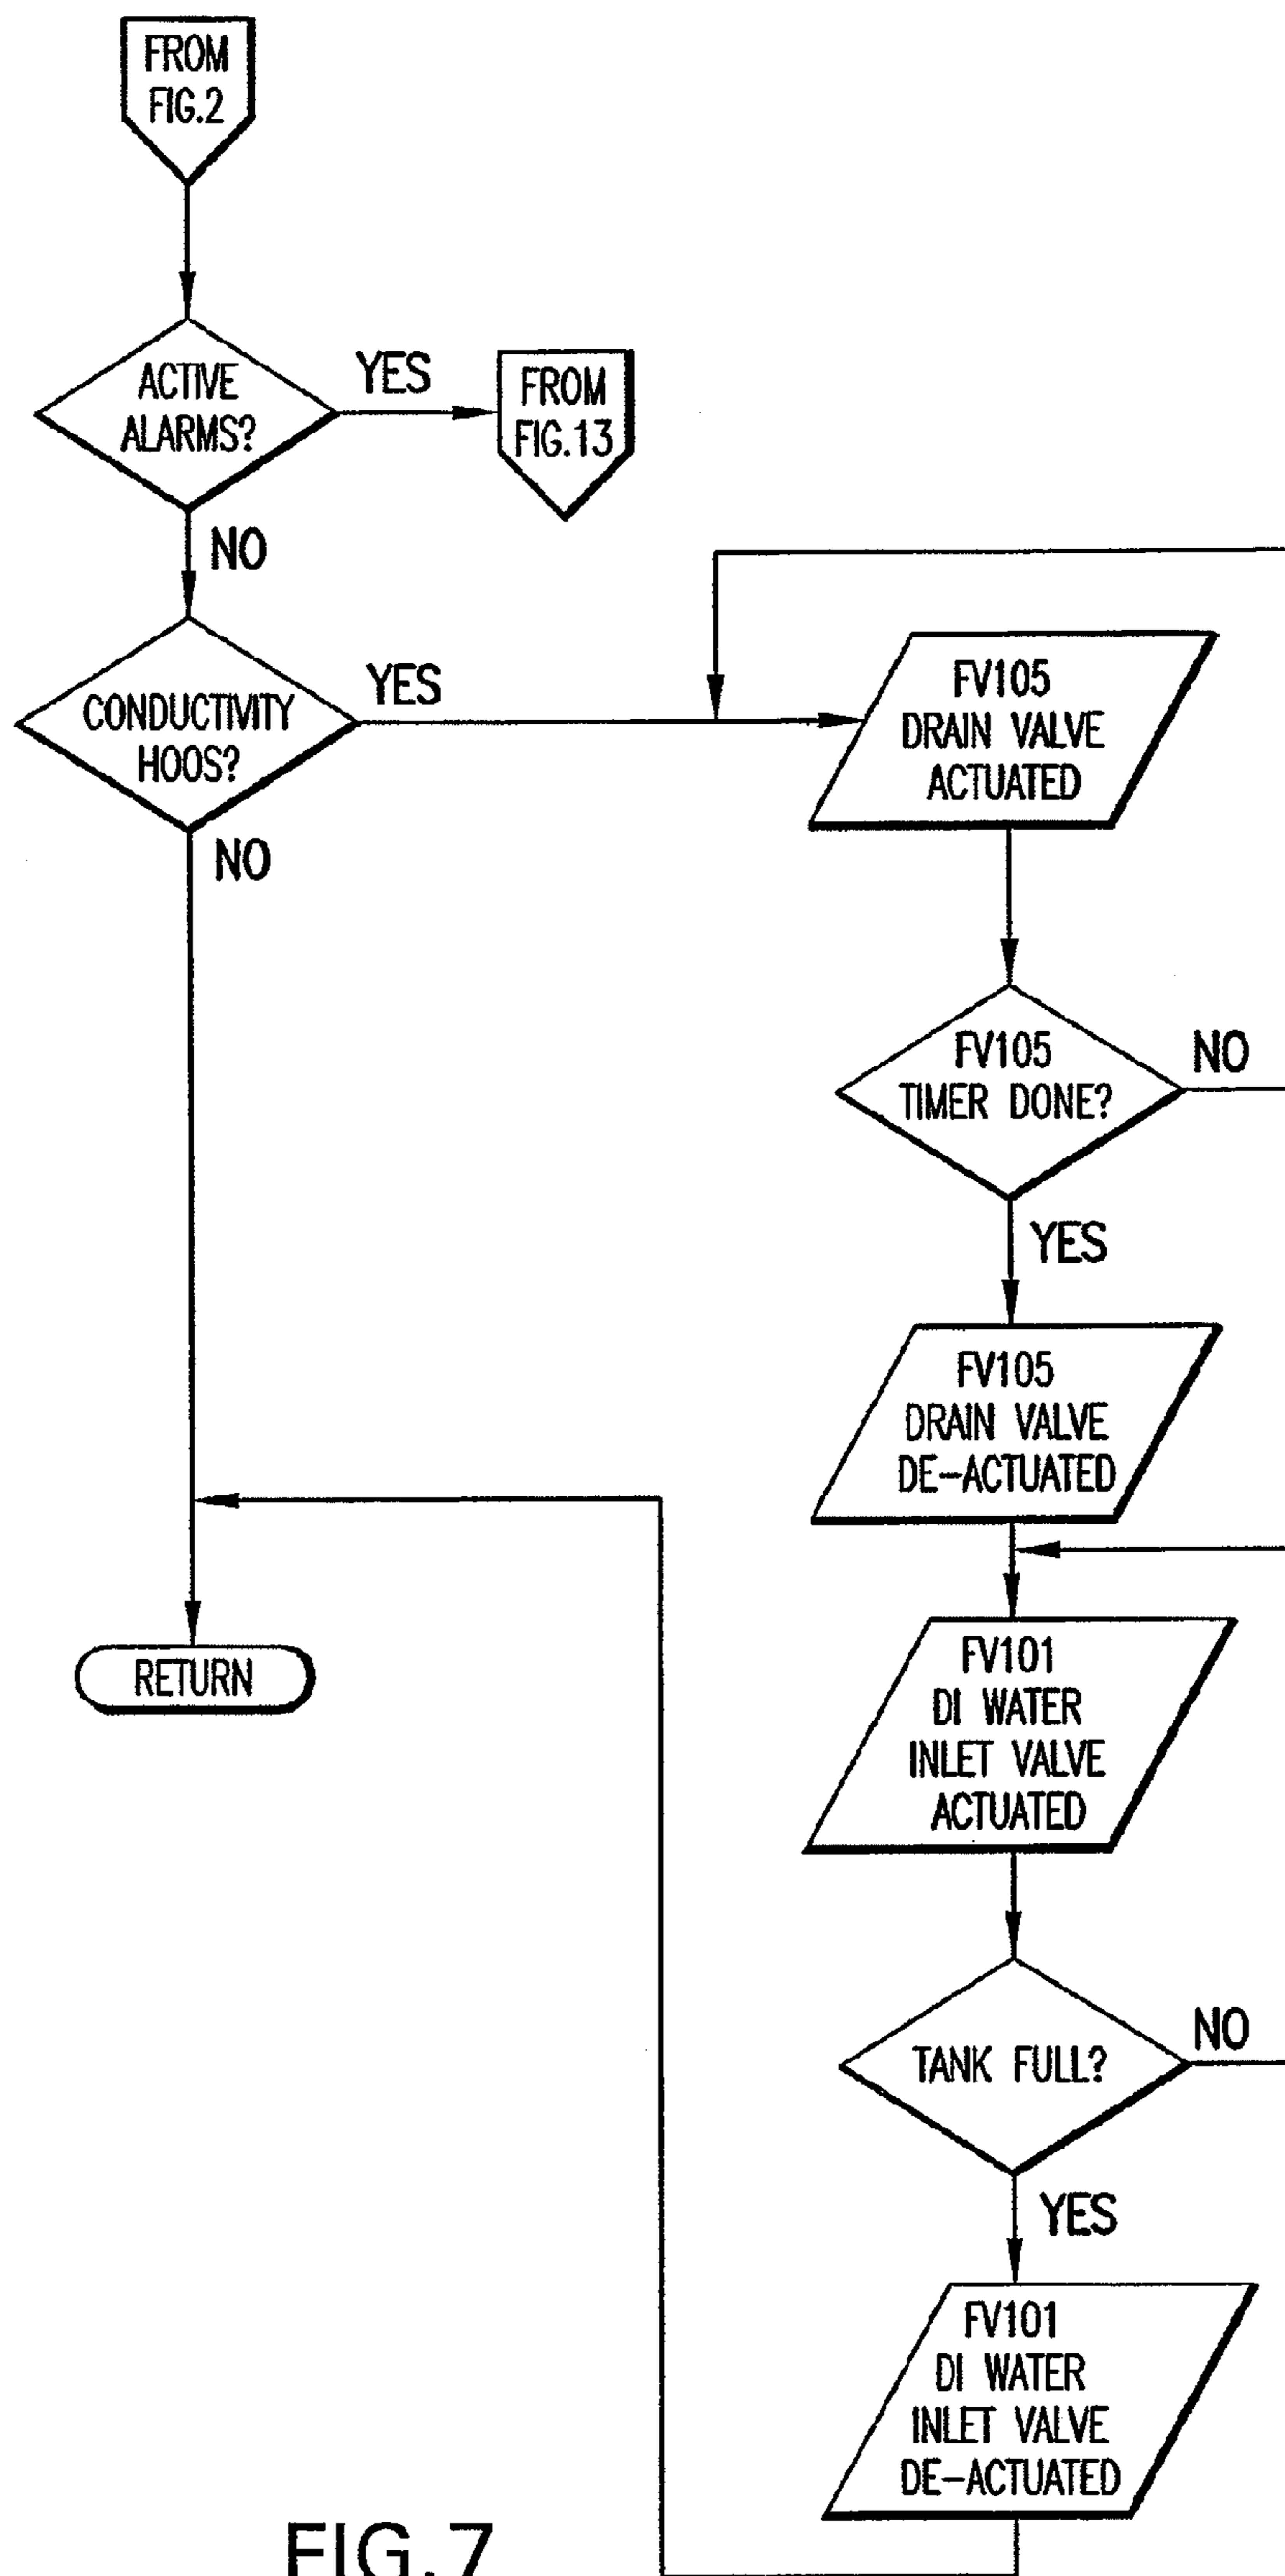 FROM
FIG.2
ACTIVE
ALARMS?
YES
FROM
FIG.13
NO
CONDUCTIVITY
HOOS?
YES
NO
FV105
DRAIN VALVE
ACTUATED
FV105
TIMER DONE?
NO
YES
FV105
DRAIN VALVE
DE-ACTUATED
RETURN
FV101
DI WATER
INLET VALVE
ACTUATED
TANK FULL?
NO
YES
FV101
DI WATER
INLET VALVE
DE-ACTUATED
FIG.7